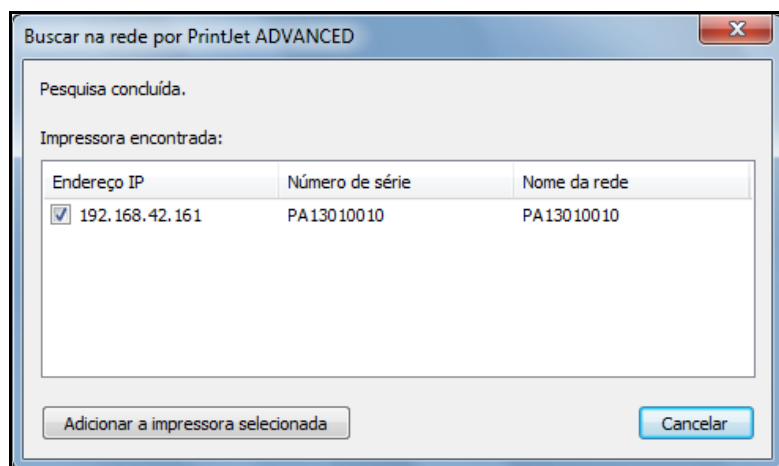 Buscar na rede por PrintJet ADVANCED
Pesquisa concluída.
Impressora encontrada:
Endereço IP Número de série Nome da rede
192.168.42.161 PA13010010 PA13010010
Adicionar a impressora selecionada Cancelar